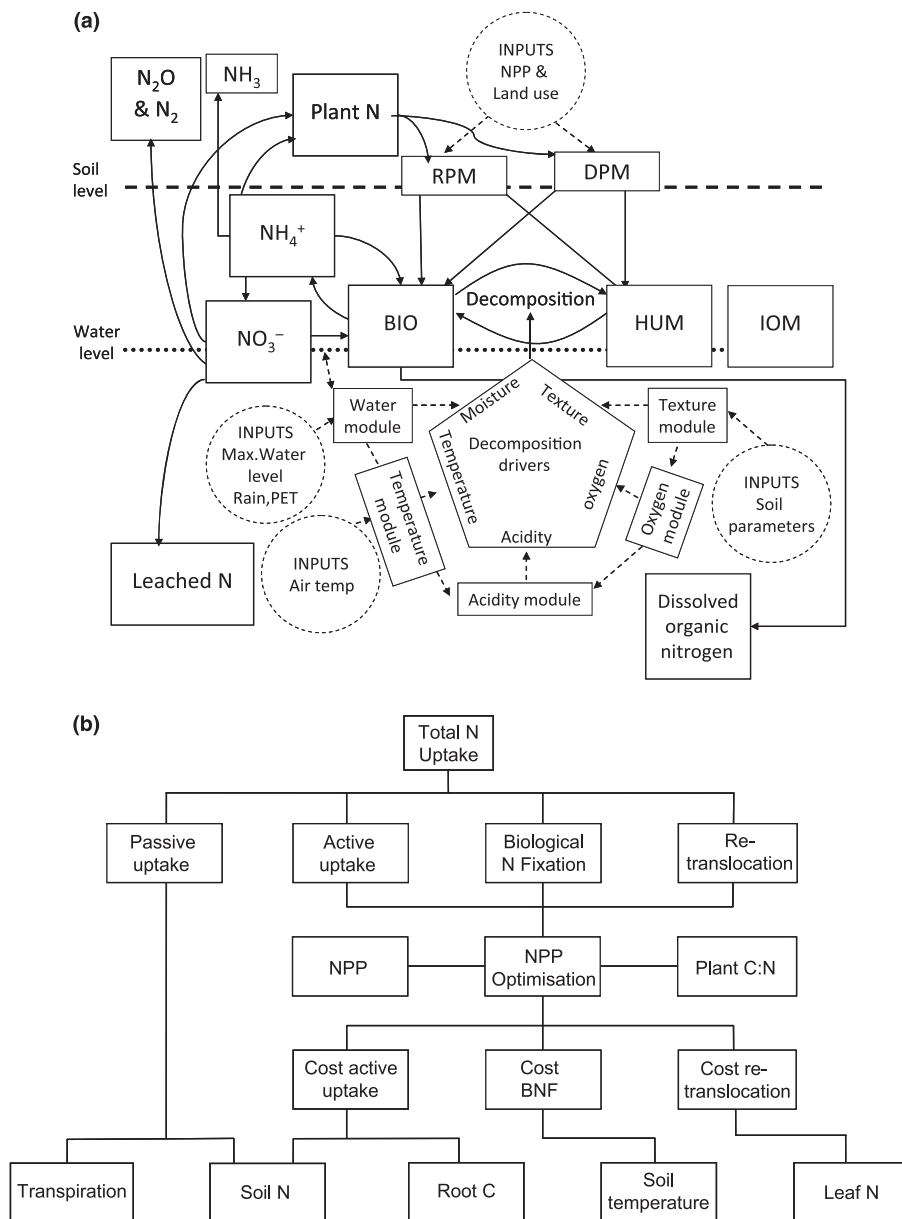 (a)
N₂O
& N₂
NH₃
Plant N
INPUTS
NPP &
Land use
Soil
level
RPM
DPM
NH₄⁺
NO₃⁻
BIO
Decomposition
HUM
IOM
Water
level
Water
module
Moisture
Texture
Texture
module
INPUTS
Max.Water
level
Rain,PET
Temperature
module
Temperature
Decomposition
drivers
oxygen
Oxygen
module
INPUTS
Soil
parameters
INPUTS
Air temp
Acidity
Acidity module
Leached N
Dissolved
organic
nitrogen
(b)
Total N
Uptake
Passive
uptake
Active
uptake
Biological
N Fixation
Re-
translocation
NPP
NPP
Optimisation
Plant C:N
Cost active
uptake
Cost
BNF
Cost re-
translocation
Transpiration
Soil N
Root C
Soil
temperature
Leaf N